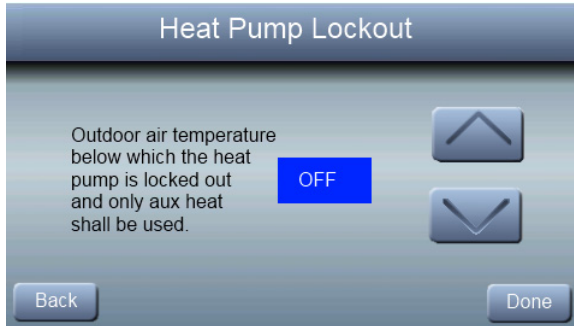 Heat Pump Lockout
Outdoor air temperature
below which the heat
pump is locked out
and only aux heat
shall be used.
OFF
Back
Done